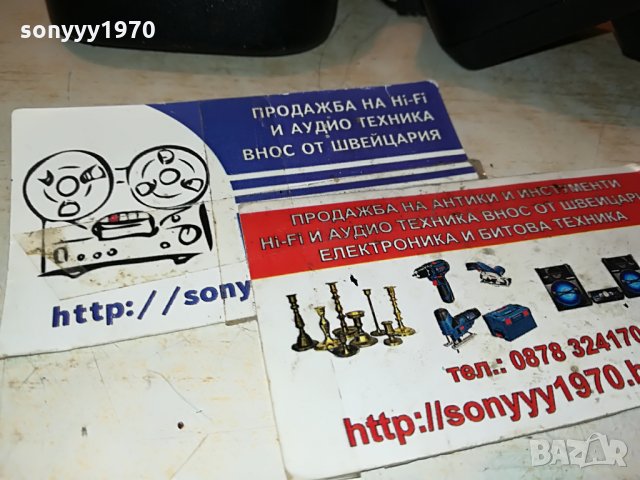 sonyyy1970
ПРОДАЖБА НА Hi-Fi
И АУДИО ТЕХНИКА
ВНОС ОТ ШВЕЙЦАРИЯ
http://sony
ПРОДАЖБА НА АНТИКИ И ИНСТРУМЕНТИ
Hi-Fi И АУДИО ТЕХНИКА ВНОС ОТ ШВЕЙЦАР
ЕЛЕКТРОНИКА И БИТОВА ТЕХНИКА
тел.: 0878 324170
http://sonyyy1970.b
BAZAR